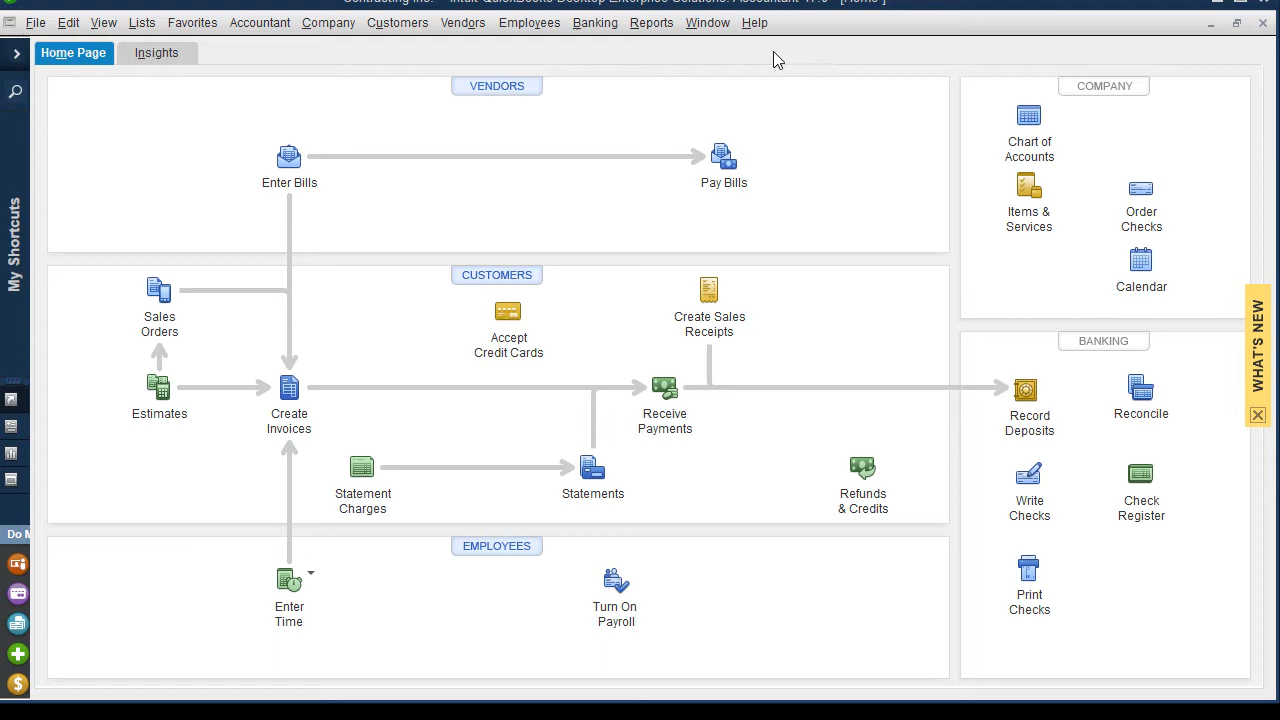 File Edit View Lists Favorites Accountant Company Customers Vendors Employees Banking Reports Window Help
Home Page Insights
My Shortcuts
Do
VENDORS
Enter Bills
Pay Bills
CUSTOMERS
Sales
Orders
Accept
Credit Cards
Create Sales
Receipts
Estimates
Create
Invoices
Receive
Payments
Statement
Charges
Statements
Refunds
& Credits
EMPLOYEES
Enter
Time
Turn On
Payroll
COMPANY
Chart of
Accounts
Items &
Services
Order
Checks
Calendar
BANKING
Record
Deposits
Reconcile
Write
Checks
Check
Register
Print
Checks
WHAT'S NEW